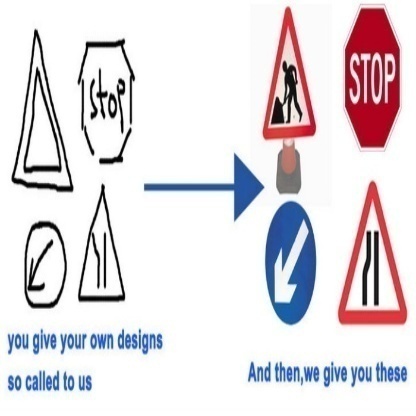 stop
STOP
you give your own designs
so called to us
And then,we give you these